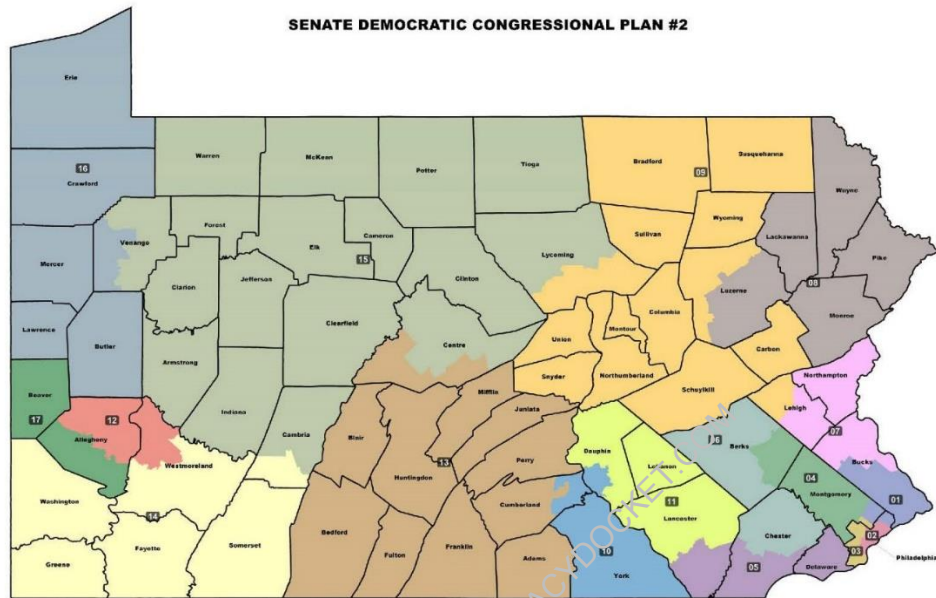 SENATE DEMOCRATIC CONGRESSIONAL PLAN #2
Erie
Warren
McKean
Potter
Tioga
Bradford
Susquehanna
16
09
Crawford
Wayne
Wyoming
Forest
Sullivan
Lackawanna
Venango
Cameron
Elk
Lycoming
Pike
Mercer
15
Jefferson
Clinton
Clarion
08
Luzerne
Columbia
Monroe
Clearfield
Lawrence
Centre
Montour
Butler
Union
Carbon
Armstrong
Northampton
Snyder
Northumberland
Beaver
Mifflin
Schuylkill
Indiana
Lehigh
17
12
Juniata
Allegheny
Cambria
Blair
07
Berks
Dauphin
Perry
13
Westmoreland
Lebanon
Bucks
Huntingdon
04
Montgomery
11
01
Washington
Cumberland
Lancaster
14
Chester
02
Bedford
Fayette
Somerset
10
03
Philadelphia
Greene
Fulton
Franklin
Adams
York
05
Delaware
ACYDOCKET.COM